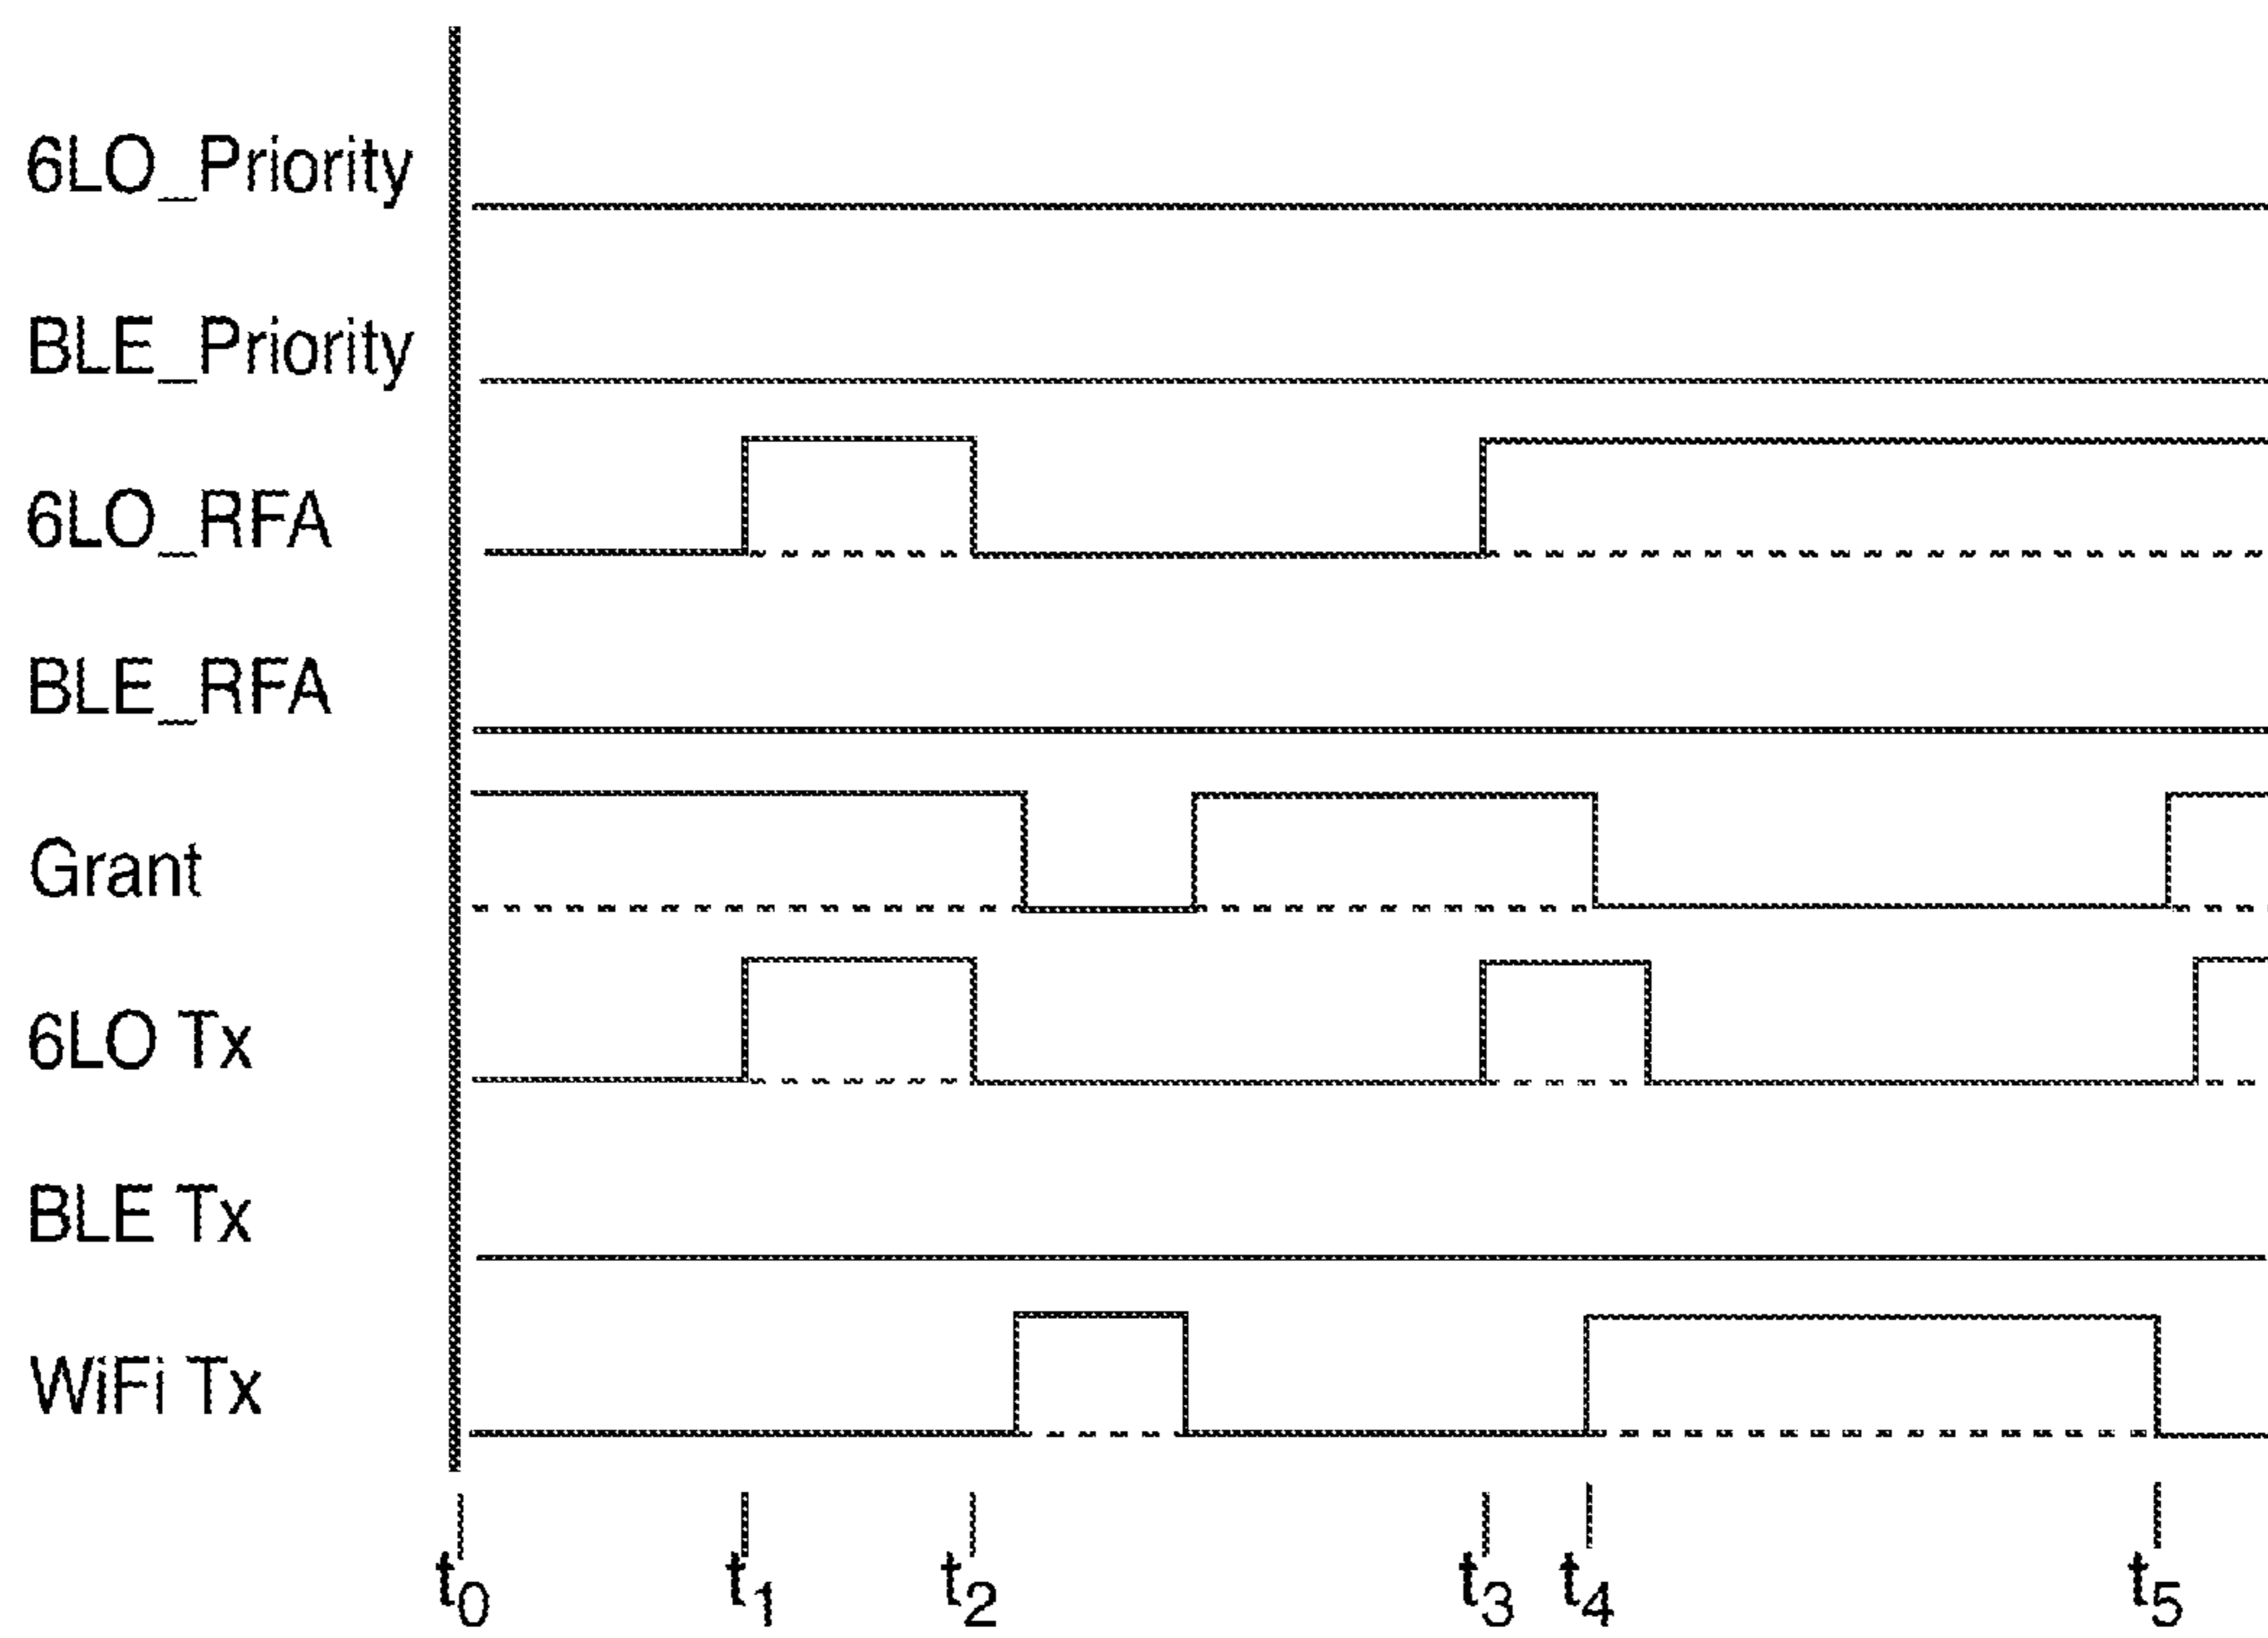 6LO_Priority
BLE_Priority
6LO_RFA
BLE_RFA
Grant
6LO Tx
BLE Tx
WiFi Tx
t0 t1 t2 t3 t4 t5